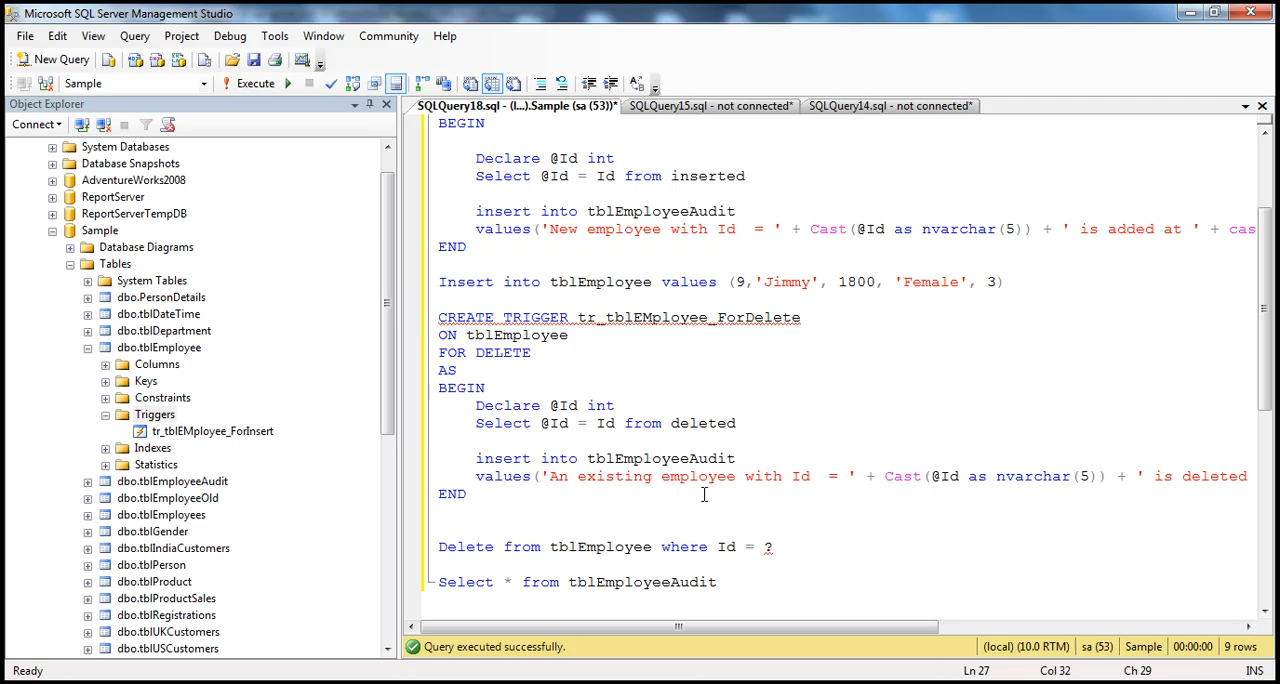 Microsoft SQL Server Management Studio
File Edit View Query Project Debug Tools Window Community Help
New Query
Sample Execute
Object Explorer
SQLQuery18.sql - (l...).Sample (sa (53))* SQLQuery15.sql - not connected* SQLQuery14.sql - not connected*
Connect
System Databases
Database Snapshots
AdventureWorks2008
ReportServer
ReportServerTempDB
Sample
Database Diagrams
Tables
System Tables
dbo.PersonDetails
dbo.tblDateTime
dbo.tblDepartment
dbo.tblEmployee
Columns
Keys
Constraints
Triggers
tr_tblEMployee_ForInsert
Indexes
Statistics
dbo.tblEmployeeAudit
dbo.tblEmployeeOld
dbo.tblEmployees
dbo.tblGender
dbo.tblIndiaCustomers
dbo.tblPerson
dbo.tblProduct
dbo.tblProductSales
dbo.tblRegistrations
dbo.tblUKCustomers
dbo.tblUSCustomers
BEGIN
Declare @Id int
Select @Id = Id from inserted
insert into tblEmployeeAudit
values('New employee with Id  = ' + Cast(@Id as nvarchar(5)) + ' is added at ' + cas
END
Insert into tblEmployee values (9,'Jimmy', 1800, 'Female', 3)
CREATE TRIGGER tr_tblEMployee_ForDelete
ON tblEmployee
FOR DELETE
AS
BEGIN
Declare @Id int
Select @Id = Id from deleted
insert into tblEmployeeAudit
values('An existing employee with Id  = ' + Cast(@Id as nvarchar(5)) + ' is deleted
END
Delete from tblEmployee where Id = ?
Select * from tblEmployeeAudit
Query executed successfully. (local) (10.0 RTM) sa (53) Sample 00:00:00 9 rows
Ready Ln 27 Col 32 Ch 29 INS